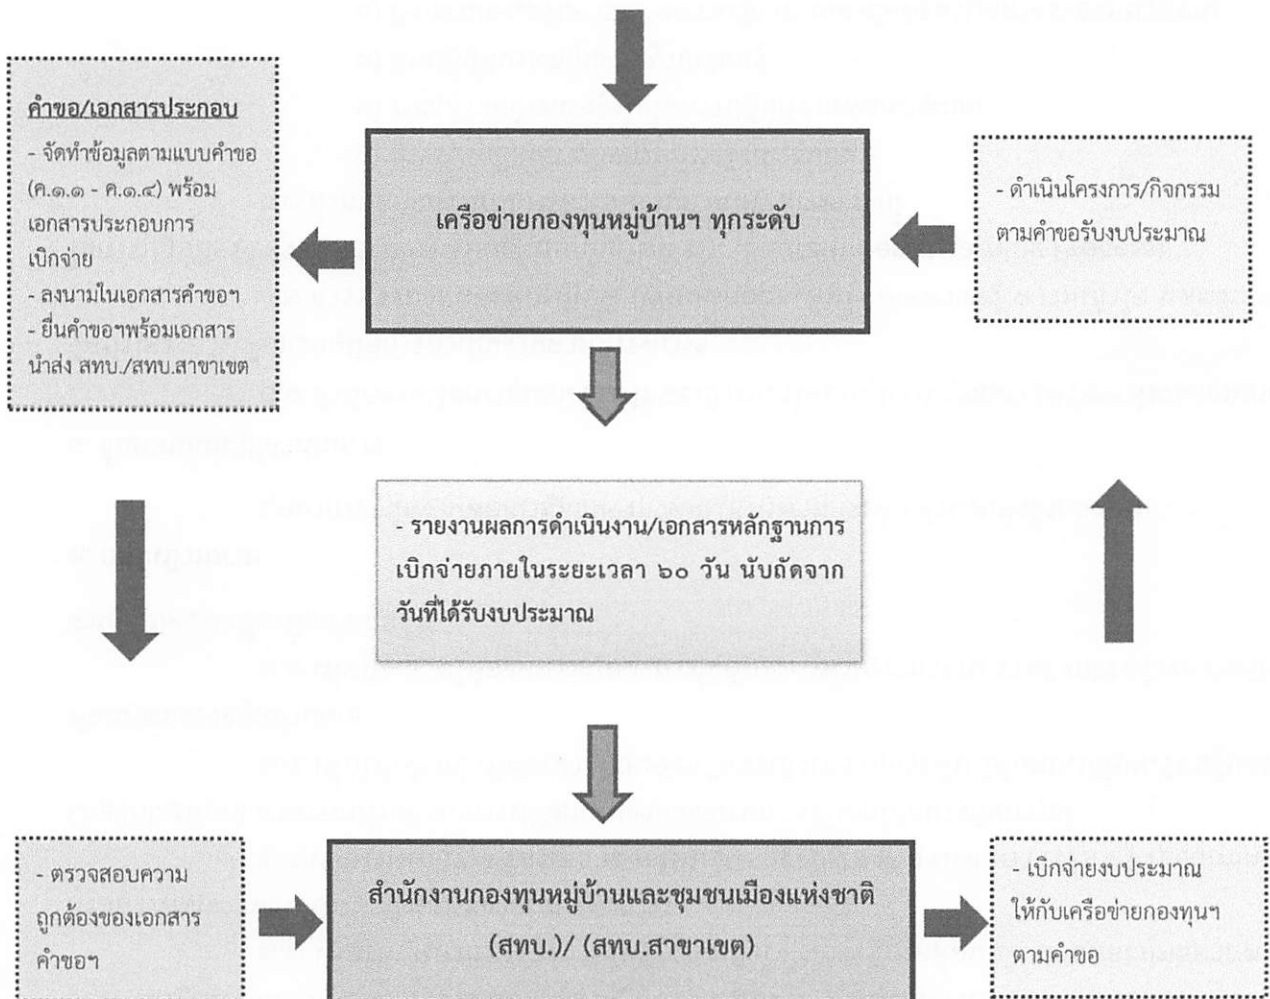 คำขอ/เอกสารประกอบ
- จัดทำข้อมูลตามแบบคำขอ
(ค.๑.๑ - ค.๑.๔) พร้อม
เอกสารประกอบการ
เบิกจ่าย
- ลงนามในเอกสารคำขอฯ
- ยื่นคำขอฯพร้อมเอกสาร
นำส่ง สทบ./สทบ.สาขาเขต
เครือข่ายกองทุนหมู่บ้านฯ ทุกระดับ
- ดำเนินโครงการ/กิจกรรม
ตามคำขอรับงบประมาณ
- รายงานผลการดำเนินงาน/เอกสารหลักฐานการ
เบิกจ่ายภายในระยะเวลา ๖๐ วัน นับถัดจาก
วันที่ได้รับงบประมาณ
- ตรวจสอบความ
ถูกต้องของเอกสาร
คำขอฯ
สำนักงานกองทุนหมู่บ้านและชุมชนเมืองแห่งชาติ
(สทบ.)/ (สทบ.สาขาเขต)
- เบิกจ่ายงบประมาณ
ให้กับเครือข่ายกองทุนฯ
ตามคำขอ